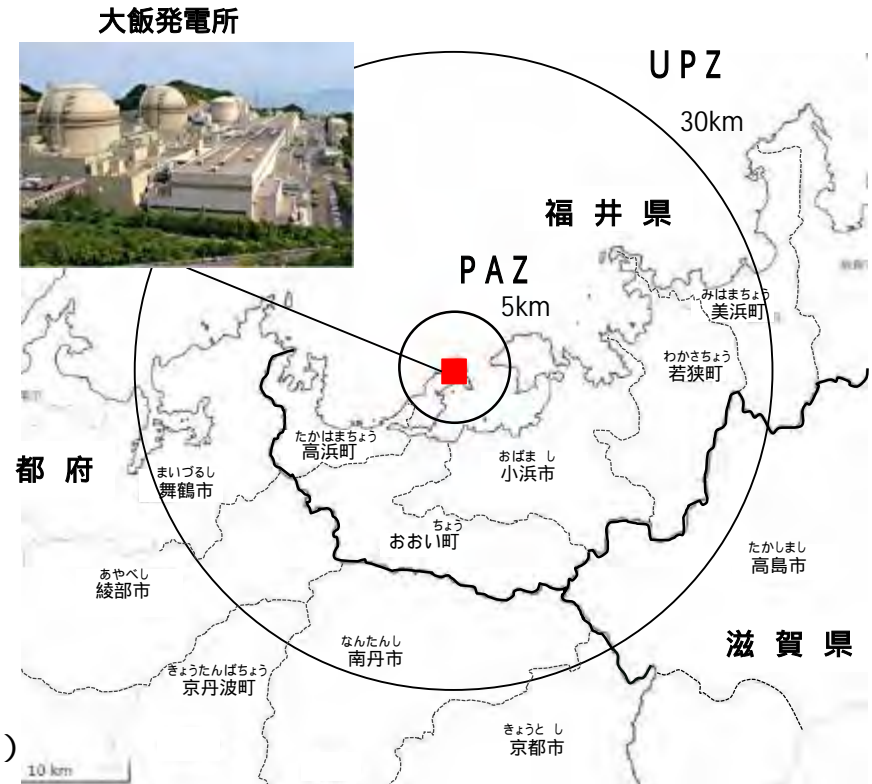 大飯発電所
UPZ
30km
福井県
PAZ
5km
みはまちょう
美浜町
わかさちょう
若狭町
たかはまちょう
高浜町
おばまし
小浜市
都府
まいづるし
舞鶴市
ちょう
おおい町
たかしまし
高島市
あやべし
綾部市
滋賀県
なんたんし
南丹市
きょうたんばちょう
京丹波町
きょうとし
京都市
)
10 km